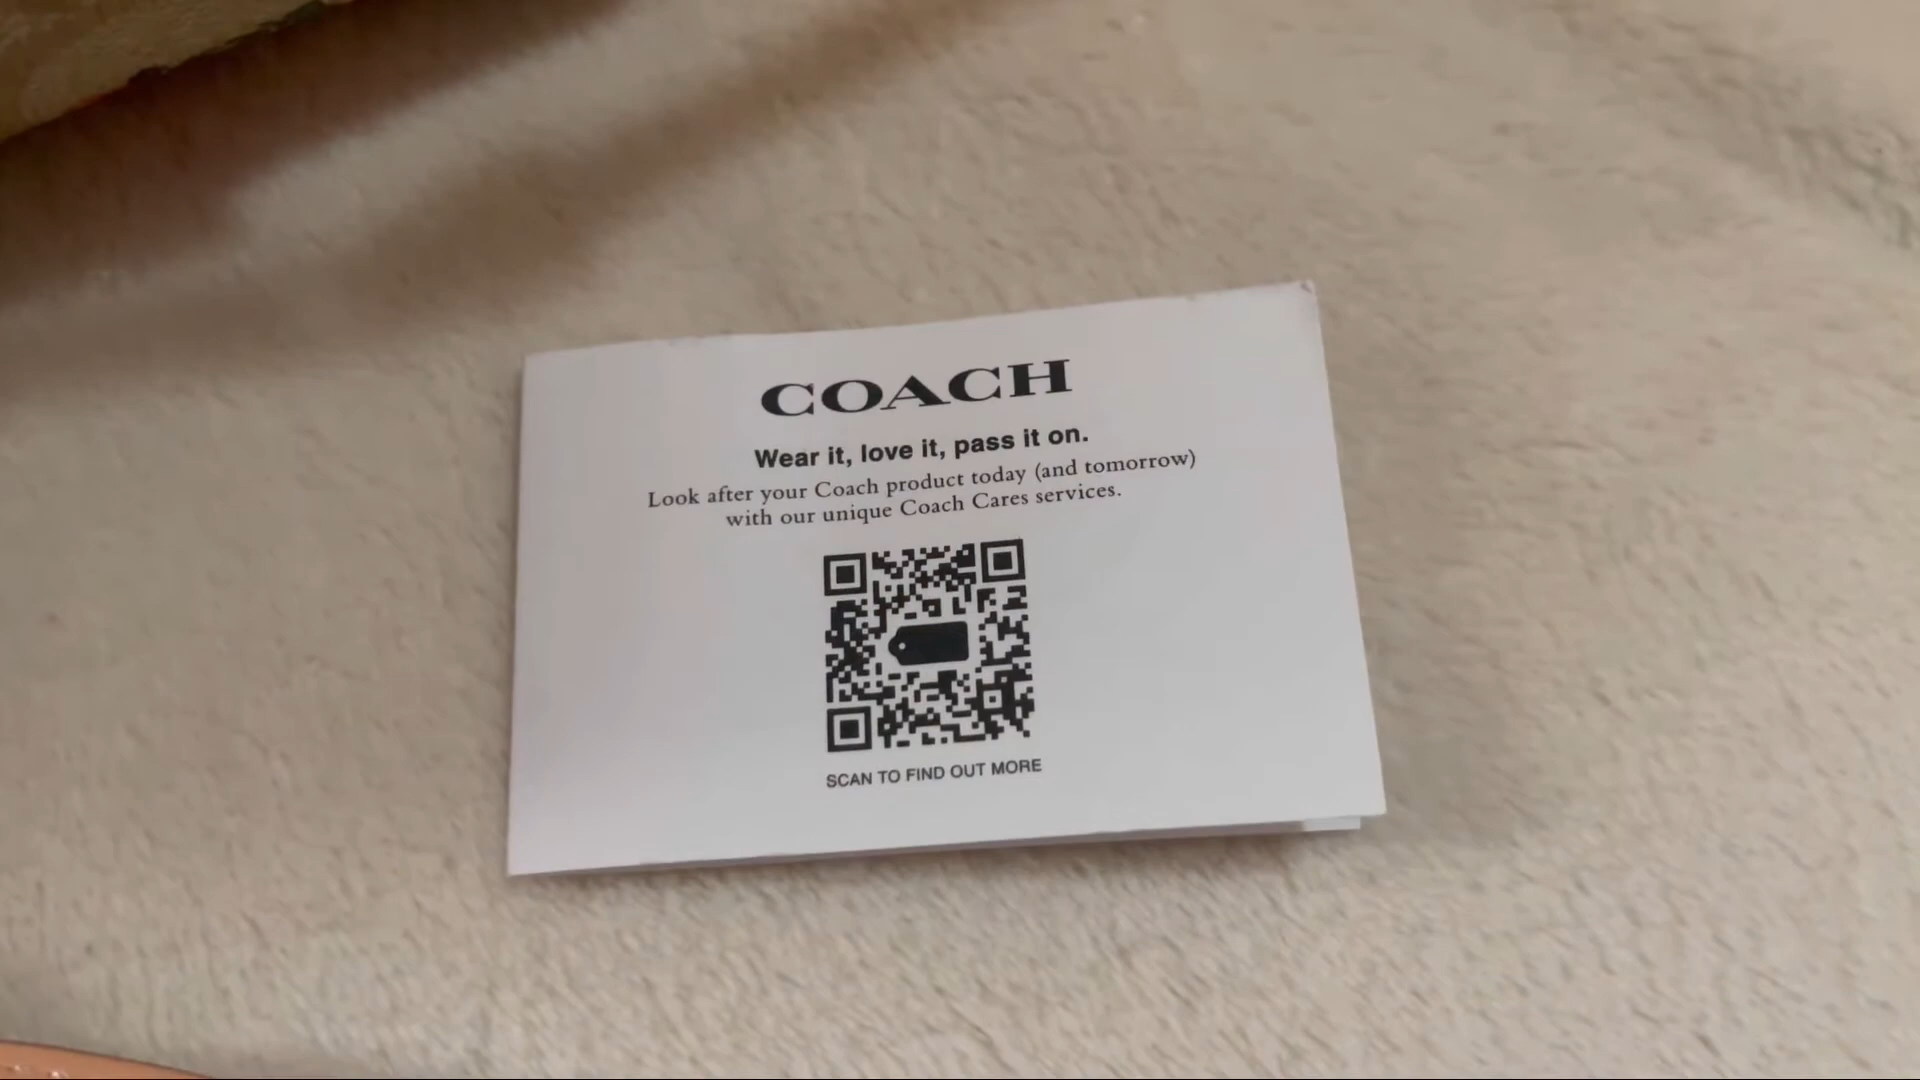 COACH
Wear it, love it, pass it on.
Look after your Coach product today (and tomorrow)
with our unique Coach Cares services.
SCAN TO FIND OUT MORE